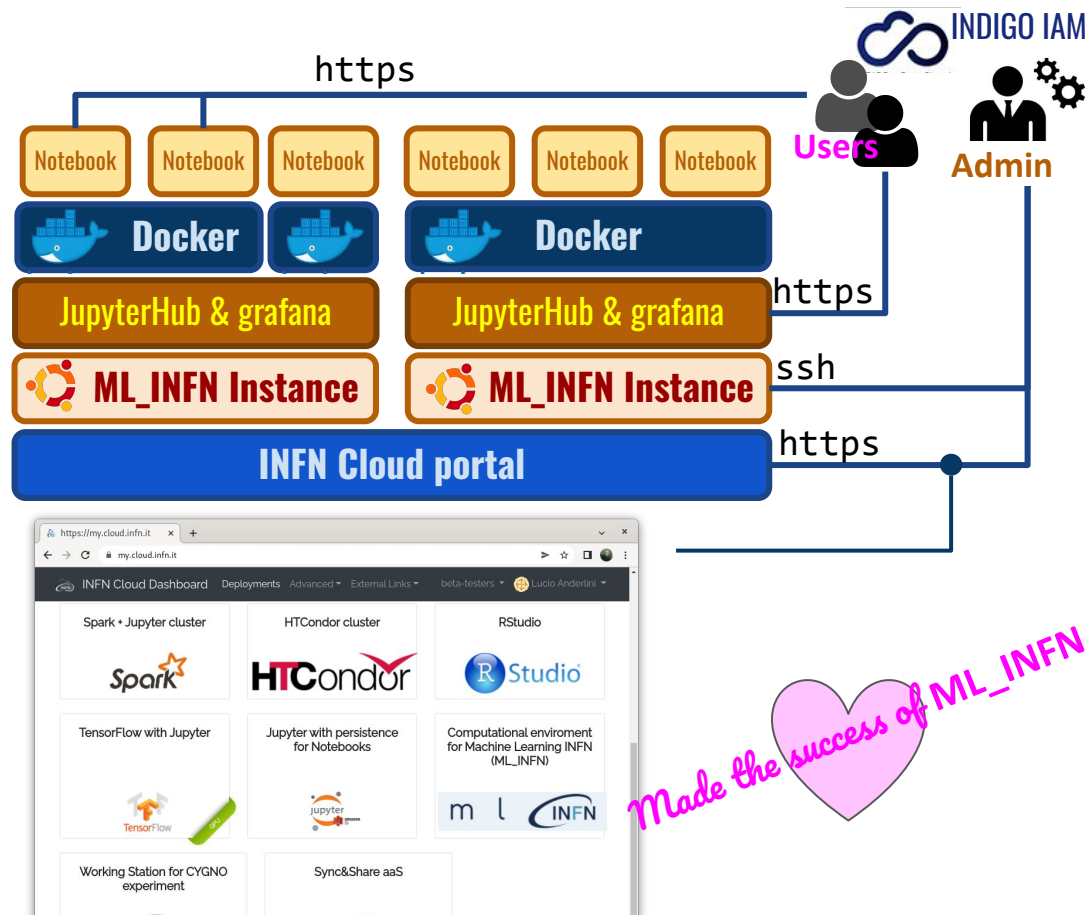 INDIGO IAM
https
Users
Admin
Notebook
Notebook
Notebook
Notebook
Notebook
Notebook
Docker
Docker
https
JupyterHub & grafana
JupyterHub & grafana
ssh
ML_INFN Instance
ML_INFN Instance
https
INFN Cloud portal
https://my.cloud.infn.it x +
my.cloud.infn.it
INFN Cloud Dashboard Deployments Advanced External Links beta-testers Lucio Anderlini
Spark + Jupyter cluster
HTCondor cluster
RStudio
Spark
HTCondor
R Studio
TensorFlow with Jupyter
Jupyter with persistence
for Notebooks
Computational enviroment
for Machine Learning INFN
(ML_INFN)
TensorFlow
GPU
jupyter
m l INFN
Made the success of ML_INFN
Working Station for CYGNO
experiment
Sync&Share aaS